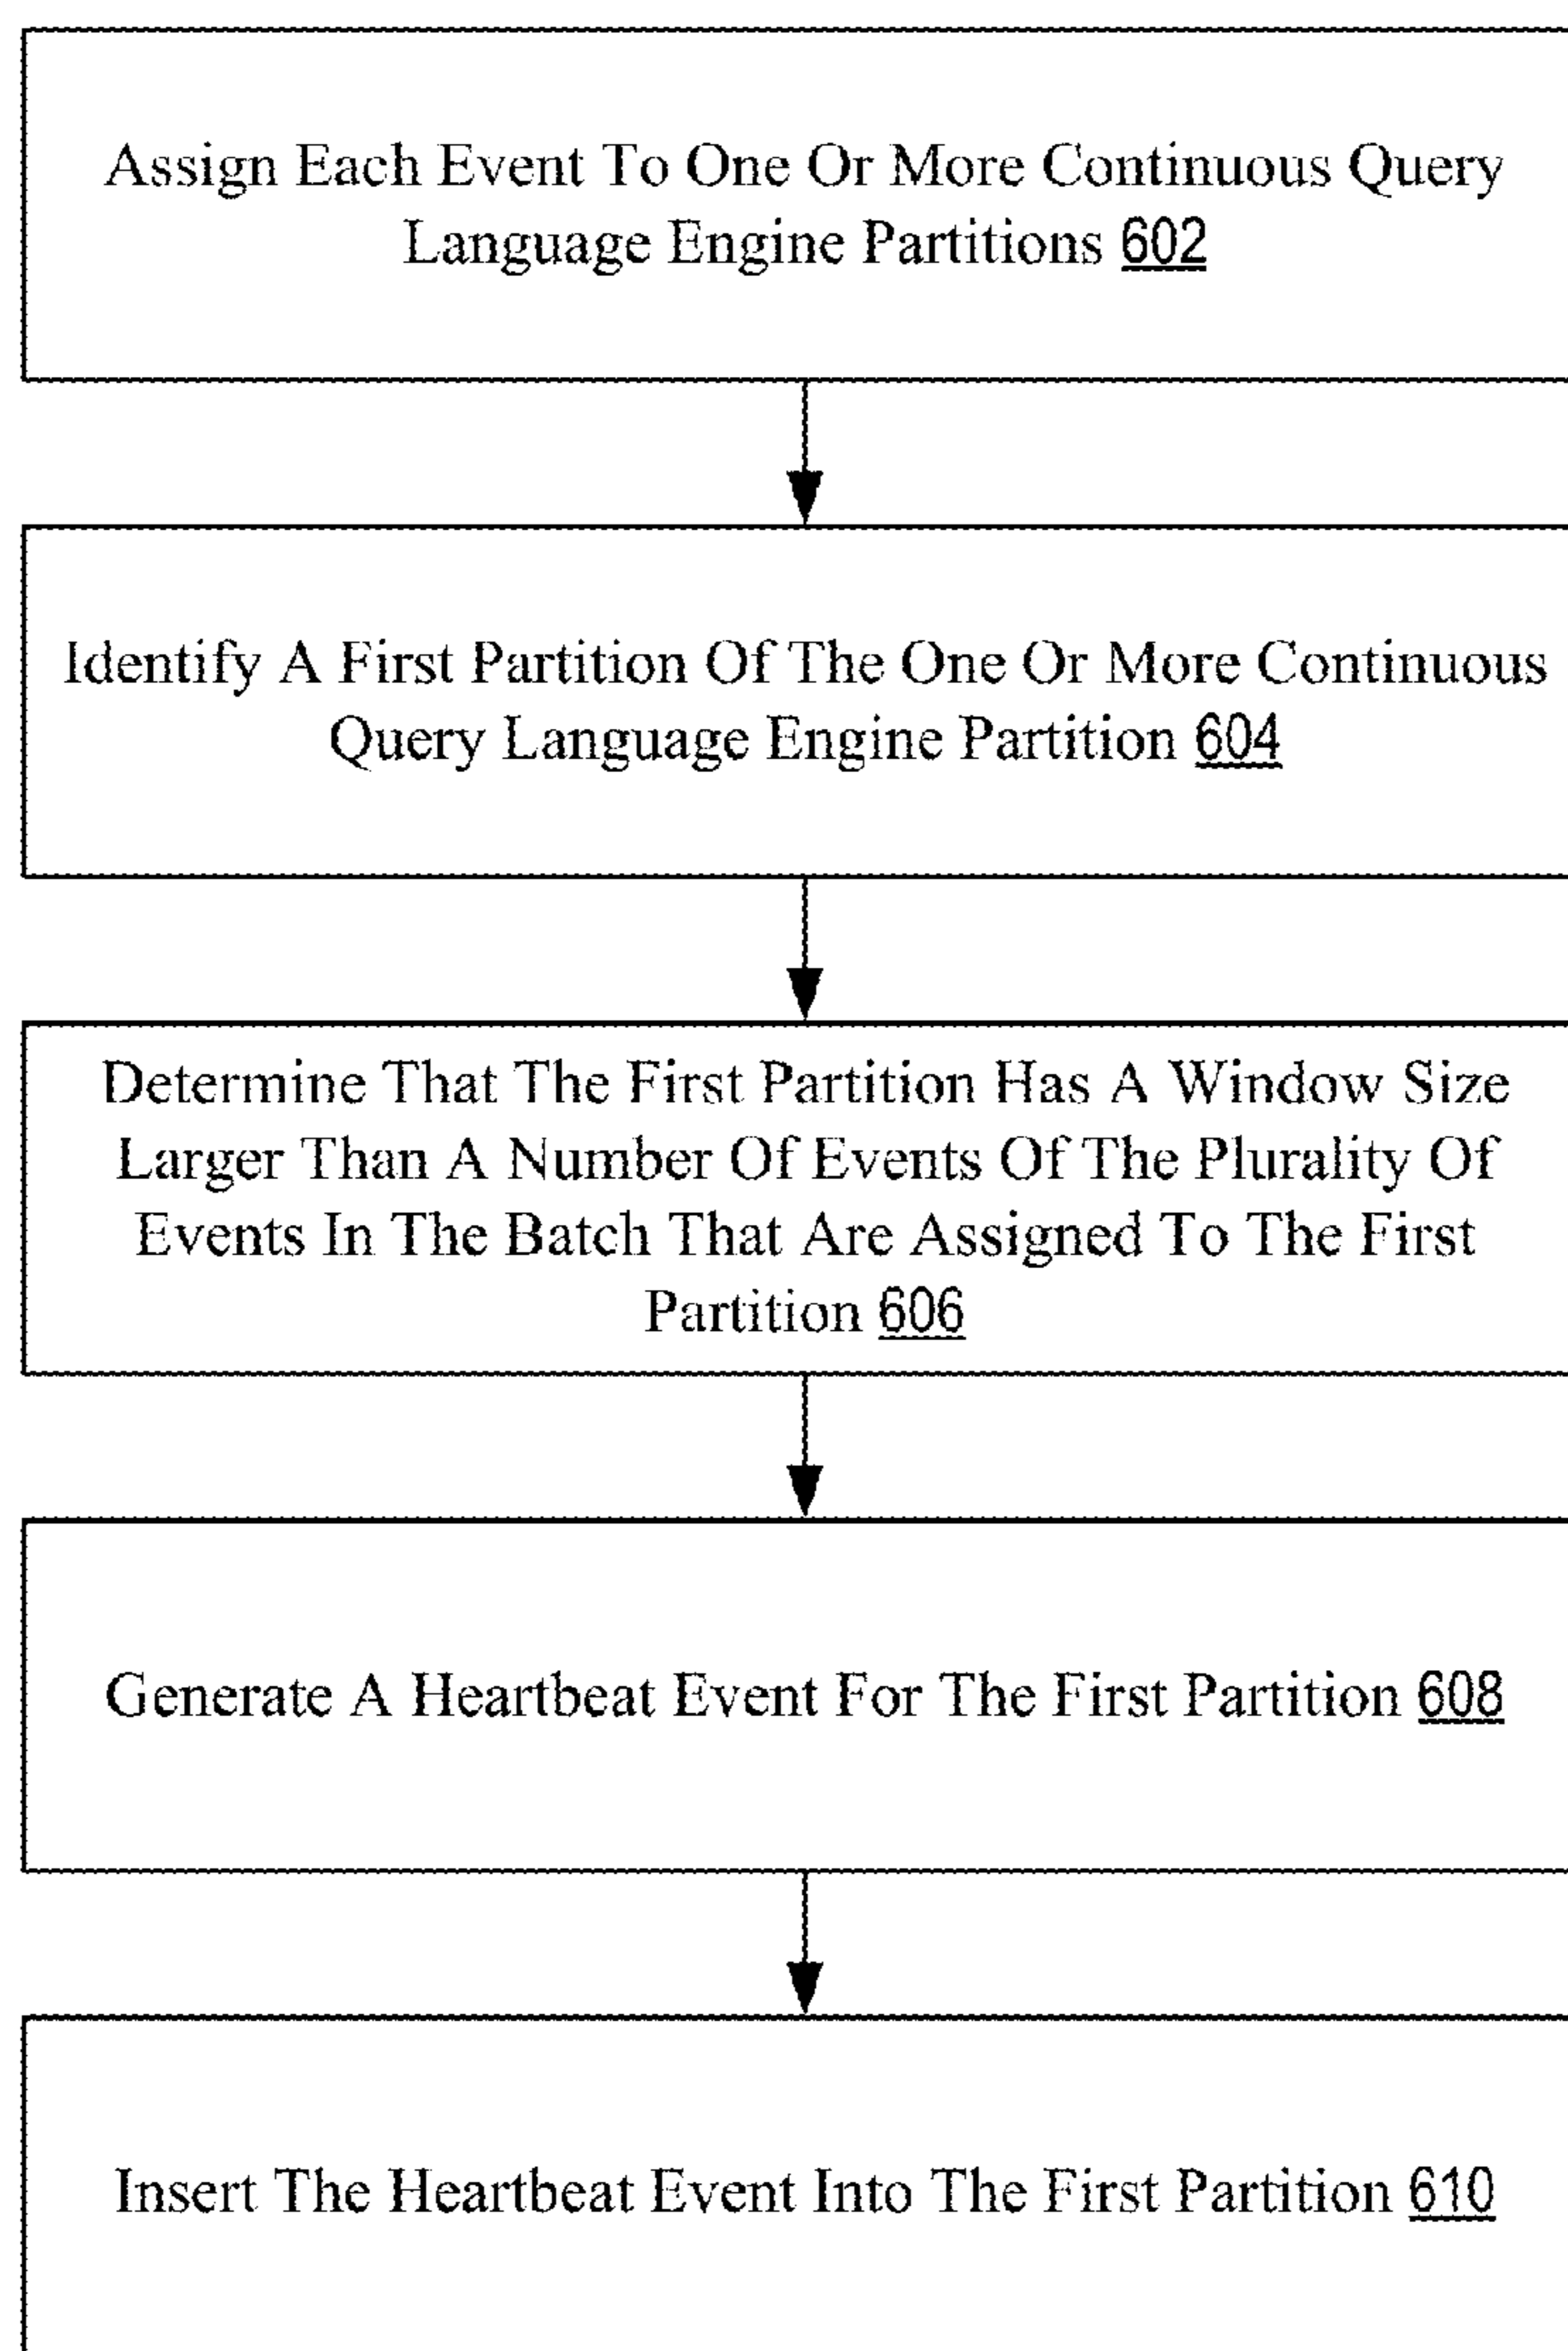 Assign Each Event To One Or More Continuous Query
Language Engine Partitions 602
Identify A First Partition Of The One Or More Continuous
Query Language Engine Partition 604
Determine That The First Partition Has A Window Size
Larger Than A Number Of Events Of The Plurality Of
Events In The Batch That Are Assigned To The First
Partition 606
Generate A Heartbeat Event For The First Partition 608
Insert The Heartbeat Event Into The First Partition 610